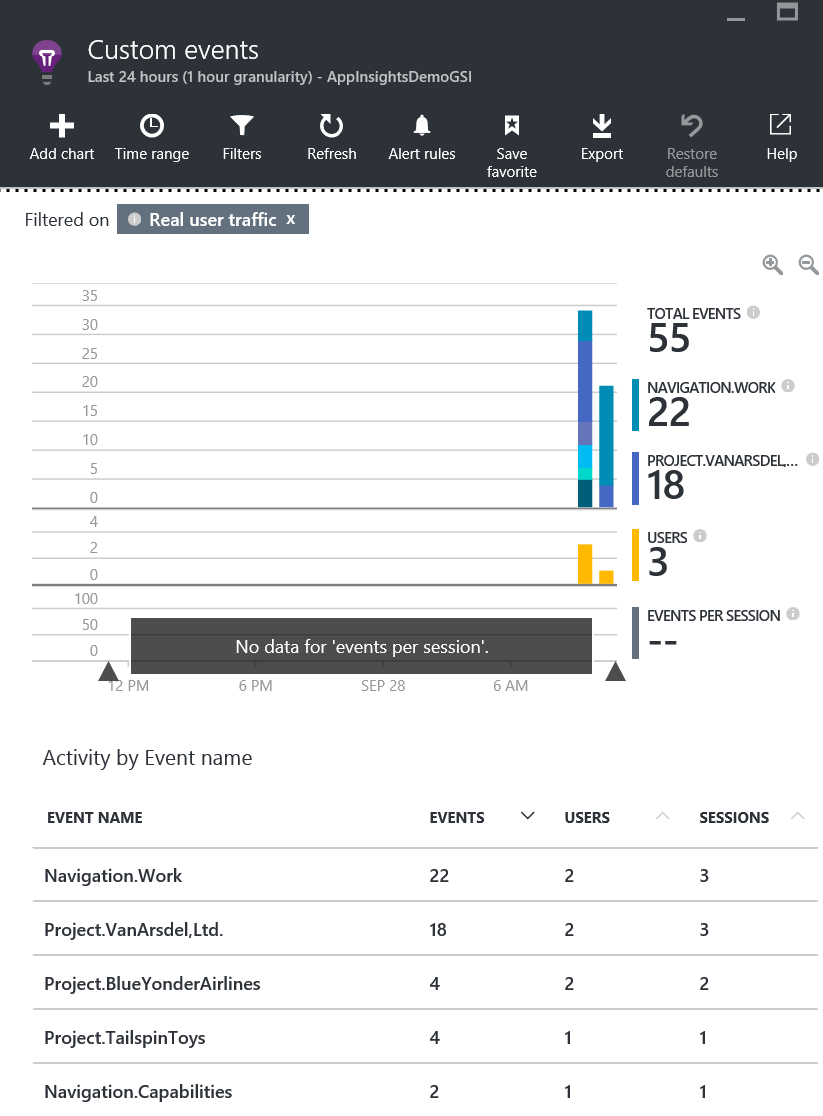 Custom events
Last 24 hours (1 hour granularity) - AppInsightsDemoGSI
Add chart
Time range
Filters
Refresh
Alert rules
Save
favorite
Export
Restore
defaults
Help
Filtered on
Real user traffic x
35
30
25
20
15
10
5
0
4
2
0
100
50
0
No data for 'events per session'.
12 PM
6 PM
SEP 28
6 AM
TOTAL EVENTS
55
NAVIGATION.WORK
22
PROJECT.VANARSDEL,...
18
USERS
3
EVENTS PER SESSION
--
Activity by Event name
EVENT NAME EVENTS USERS SESSIONS
Navigation.Work 22 2 3
Project.VanArsdel,Ltd. 18 2 3
Project.BlueYonderAirlines 4 2 2
Project.TailspinToys 4 1 1
Navigation.Capabilities 2 1 1